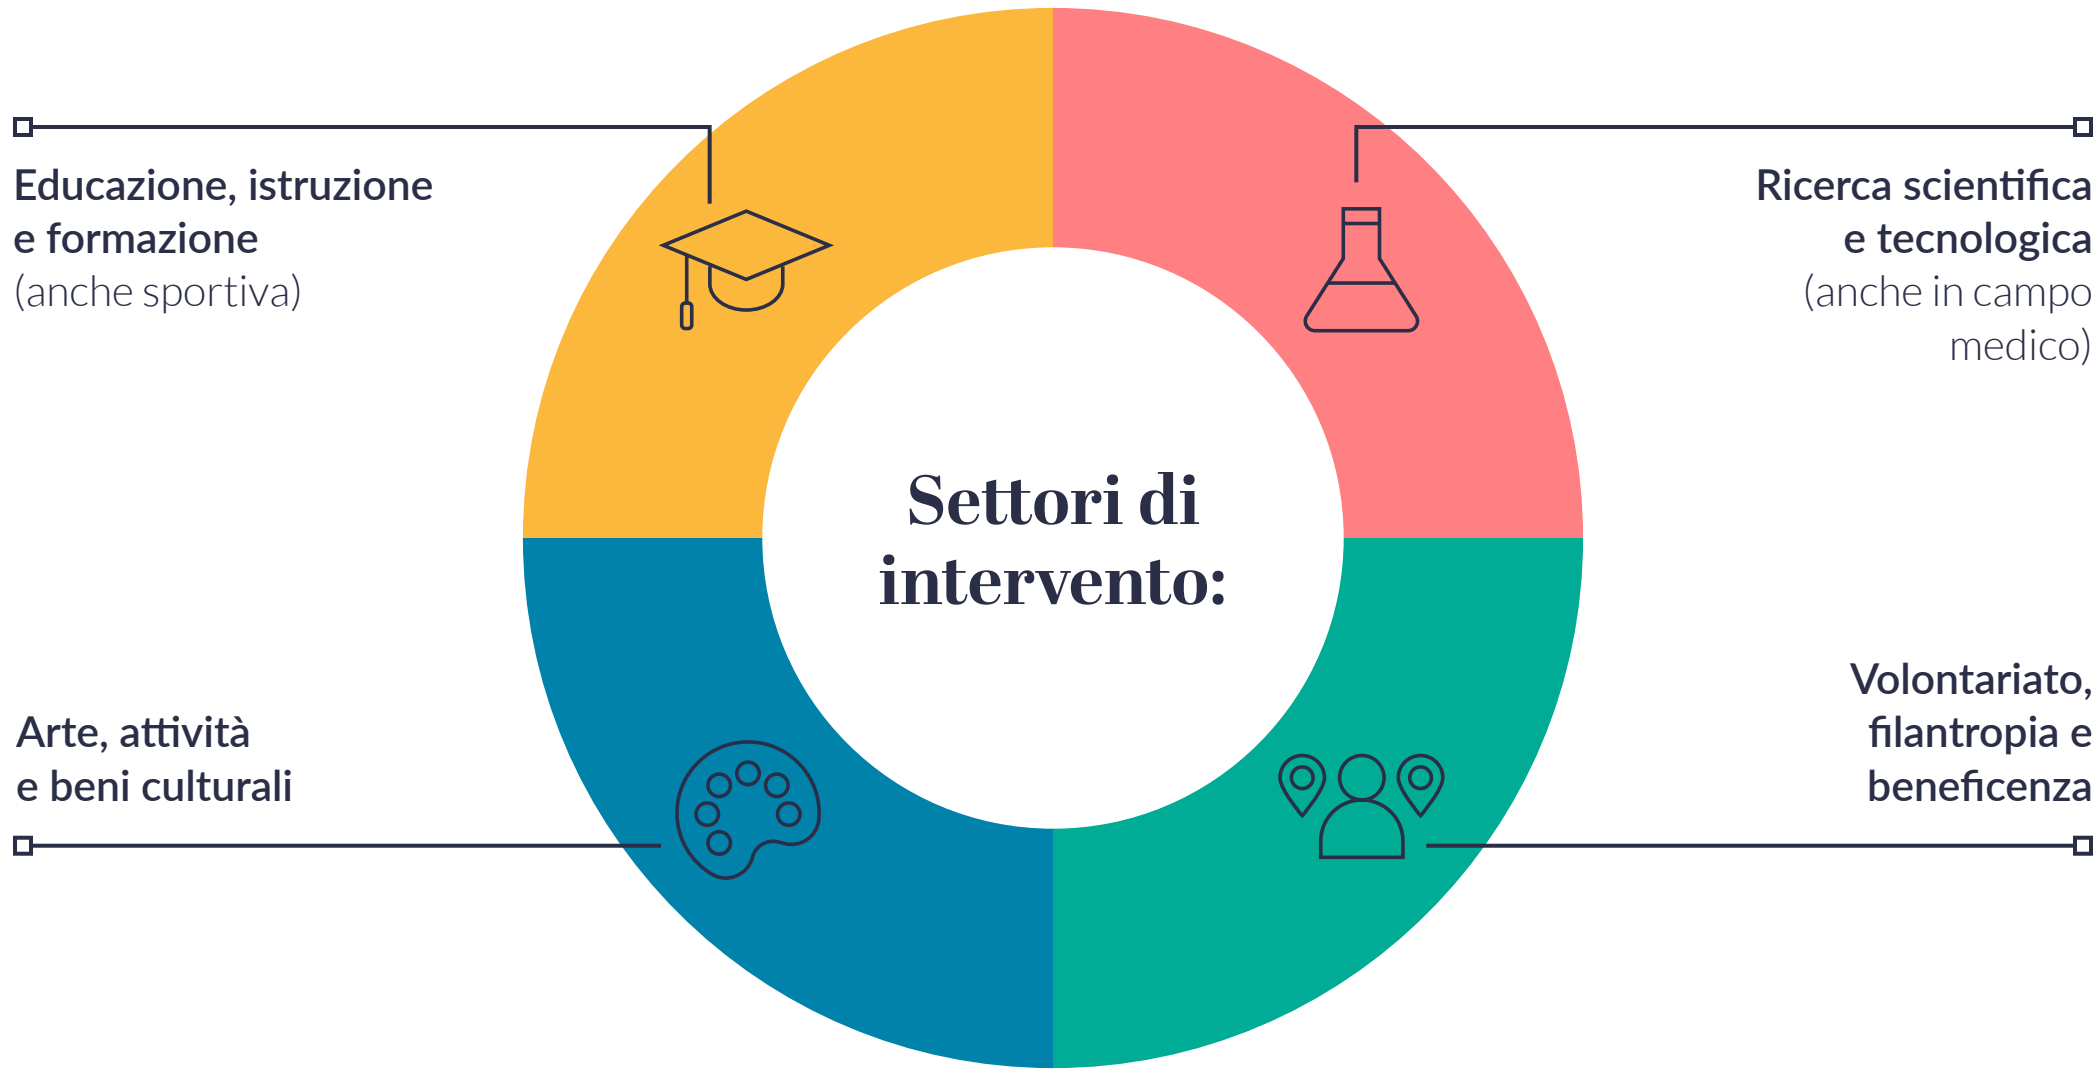 Educazione, istruzione
e formazione
(anche sportiva)
Ricerca scientifica
e tecnologica
(anche in campo
medico)
Settori di
intervento:
Arte, attività
e beni culturali
Volontariato,
filantropia e
beneficenza